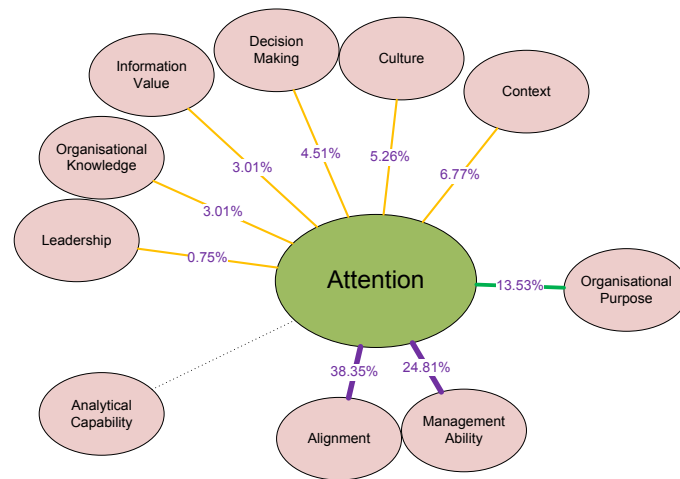 Decision
Making
Culture
Information
Value
Context
Organisational
Knowledge
4.51%
5.26%
3.01%
6.77%
3.01%
Leadership
0.75%
Attention
Organisational
Purpose
13.53%
38.35%
24.81%
Analytical
Capability
Alignment
Management
Ability